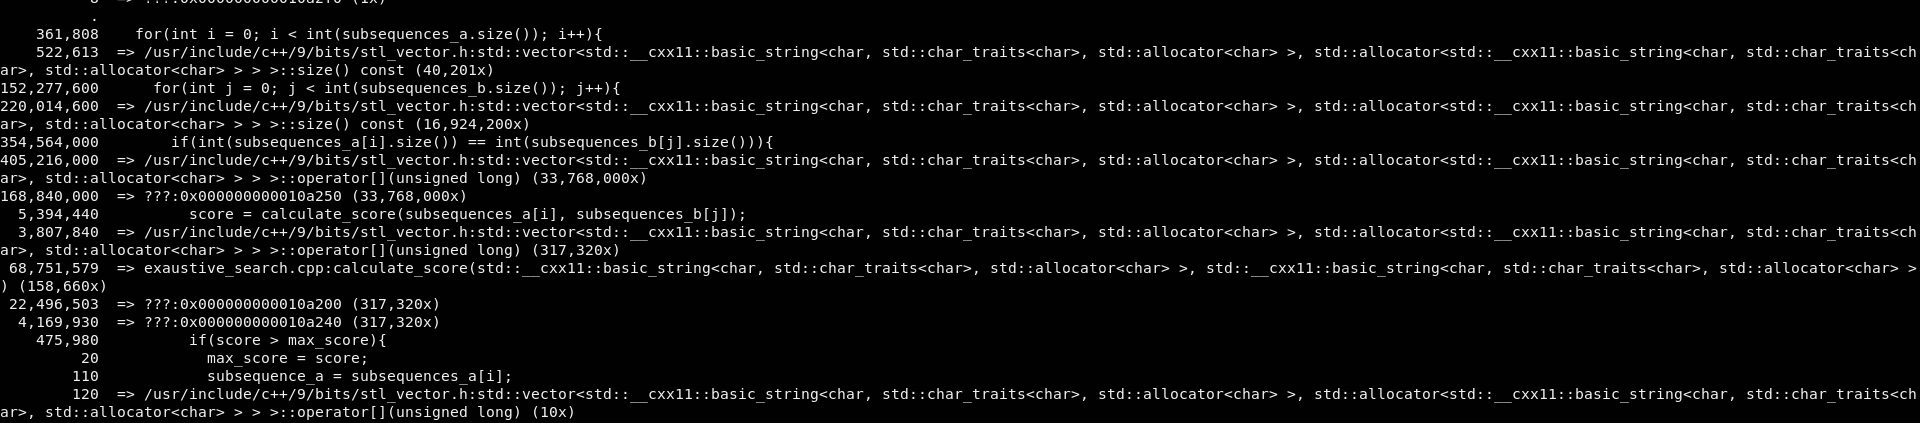 8  => ???:0x000000000010a210 (1x)
.
361,808    for(int i = 0; i < int(subsequences_a.size()); i++){
522,613  => /usr/include/c++/9/bits/stl_vector.h:std::vector<std::__cxx11::basic_string<char, std::char_traits<char>, std::allocator<char> >, std::allocator<std::__cxx11::basic_string<char, std::char_traits<ch
ar>, std::allocator<char> > > >::size() const (40,201x)
152,277,600      for(int j = 0; j < int(subsequences_b.size()); j++){
220,014,600  => /usr/include/c++/9/bits/stl_vector.h:std::vector<std::__cxx11::basic_string<char, std::char_traits<char>, std::allocator<char> >, std::allocator<std::__cxx11::basic_string<char, std::char_traits<ch
ar>, std::allocator<char> > > >::size() const (16,924,200x)
354,564,000        if(int(subsequences_a[i].size()) == int(subsequences_b[j].size())){
405,216,000  => /usr/include/c++/9/bits/stl_vector.h:std::vector<std::__cxx11::basic_string<char, std::char_traits<char>, std::allocator<char> >, std::allocator<std::__cxx11::basic_string<char, std::char_traits<ch
ar>, std::allocator<char> > > >::operator[](unsigned long) (33,768,000x)
168,840,000  => ???:0x000000000010a250 (33,768,000x)
5,394,440          score = calculate_score(subsequences_a[i], subsequences_b[j]);
3,807,840  => /usr/include/c++/9/bits/stl_vector.h:std::vector<std::__cxx11::basic_string<char, std::char_traits<char>, std::allocator<char> >, std::allocator<std::__cxx11::basic_string<char, std::char_traits<ch
ar>, std::allocator<char> > > >::operator[](unsigned long) (317,320x)
68,751,579  => exaustive_search.cpp:calculate_score(std::__cxx11::basic_string<char, std::char_traits<char>, std::allocator<char> >, std::__cxx11::basic_string<char, std::char_traits<char>, std::allocator<char> >
) (158,660x)
22,496,503  => ???:0x000000000010a200 (317,320x)
4,169,930  => ???:0x000000000010a240 (317,320x)
475,980          if(score > max_score){
20            max_score = score;
110            subsequence_a = subsequences_a[i];
120  => /usr/include/c++/9/bits/stl_vector.h:std::vector<std::__cxx11::basic_string<char, std::char_traits<char>, std::allocator<char> >, std::allocator<std::__cxx11::basic_string<char, std::char_traits<ch
ar>, std::allocator<char> > > >::operator[](unsigned long) (10x)